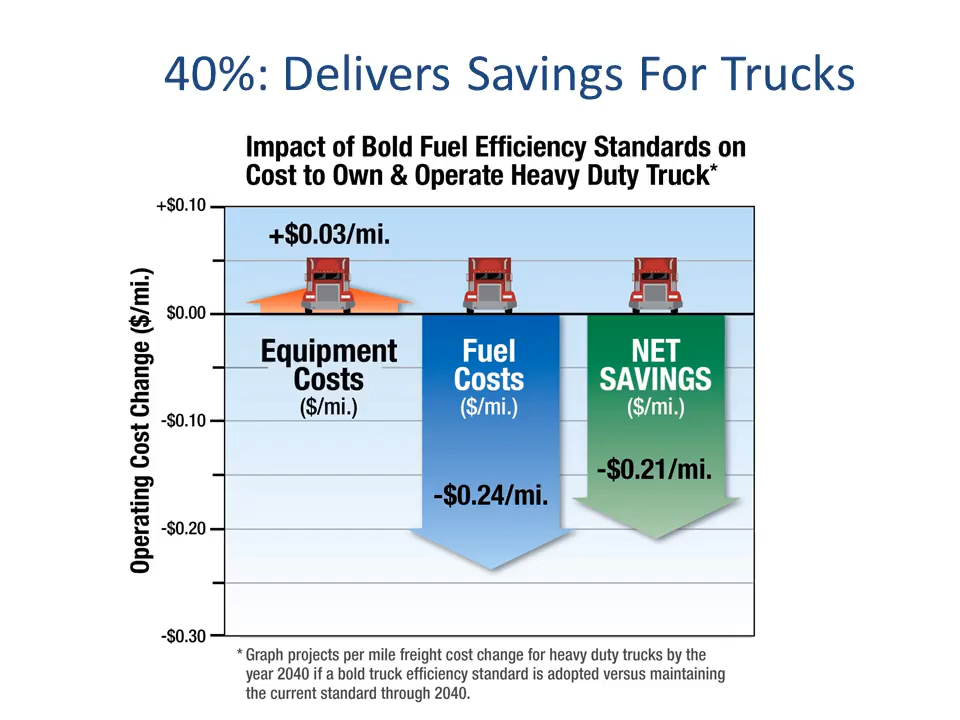 40%: Delivers Savings For Trucks
Impact of Bold Fuel Efficiency Standards on
Cost to Own & Operate Heavy Duty Truck*
Operating Cost Change ($/mi.)
+$0.10
$0.00
-$0.10
-$0.20
-$0.30
+$0.03/mi.
Equipment
Costs
($/mi.)
Fuel
Costs
($/mi.)
-$0.24/mi.
NET
SAVINGS
($/mi.)
-$0.21/mi.
* Graph projects per mile freight cost change for heavy duty trucks by the
year 2040 if a bold truck efficiency standard is adopted versus maintaining
the current standard through 2040.